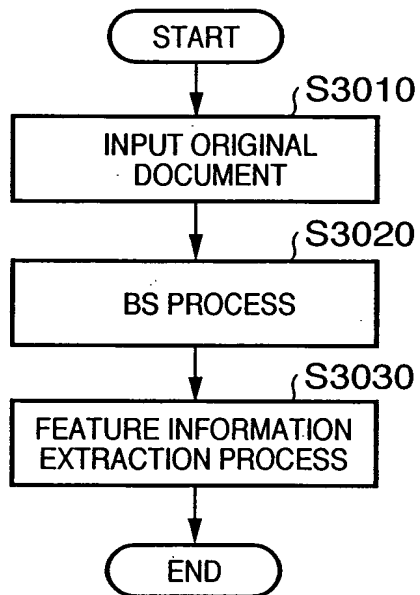 START
S3010
INPUT ORIGINAL
DOCUMENT
S3020
BS PROCESS
S3030
FEATURE INFORMATION
EXTRACTION PROCESS
END